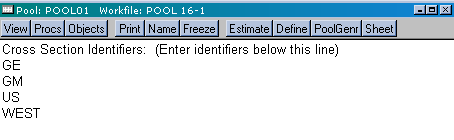 Pool: POOL01 Workfile: POOL 16-1
View Procs Objects Print Name Freeze Estimate Define PoolGenr Sheet
Cross Section Identifiers: (Enter identifiers below this line)
GE
GM
US
WEST